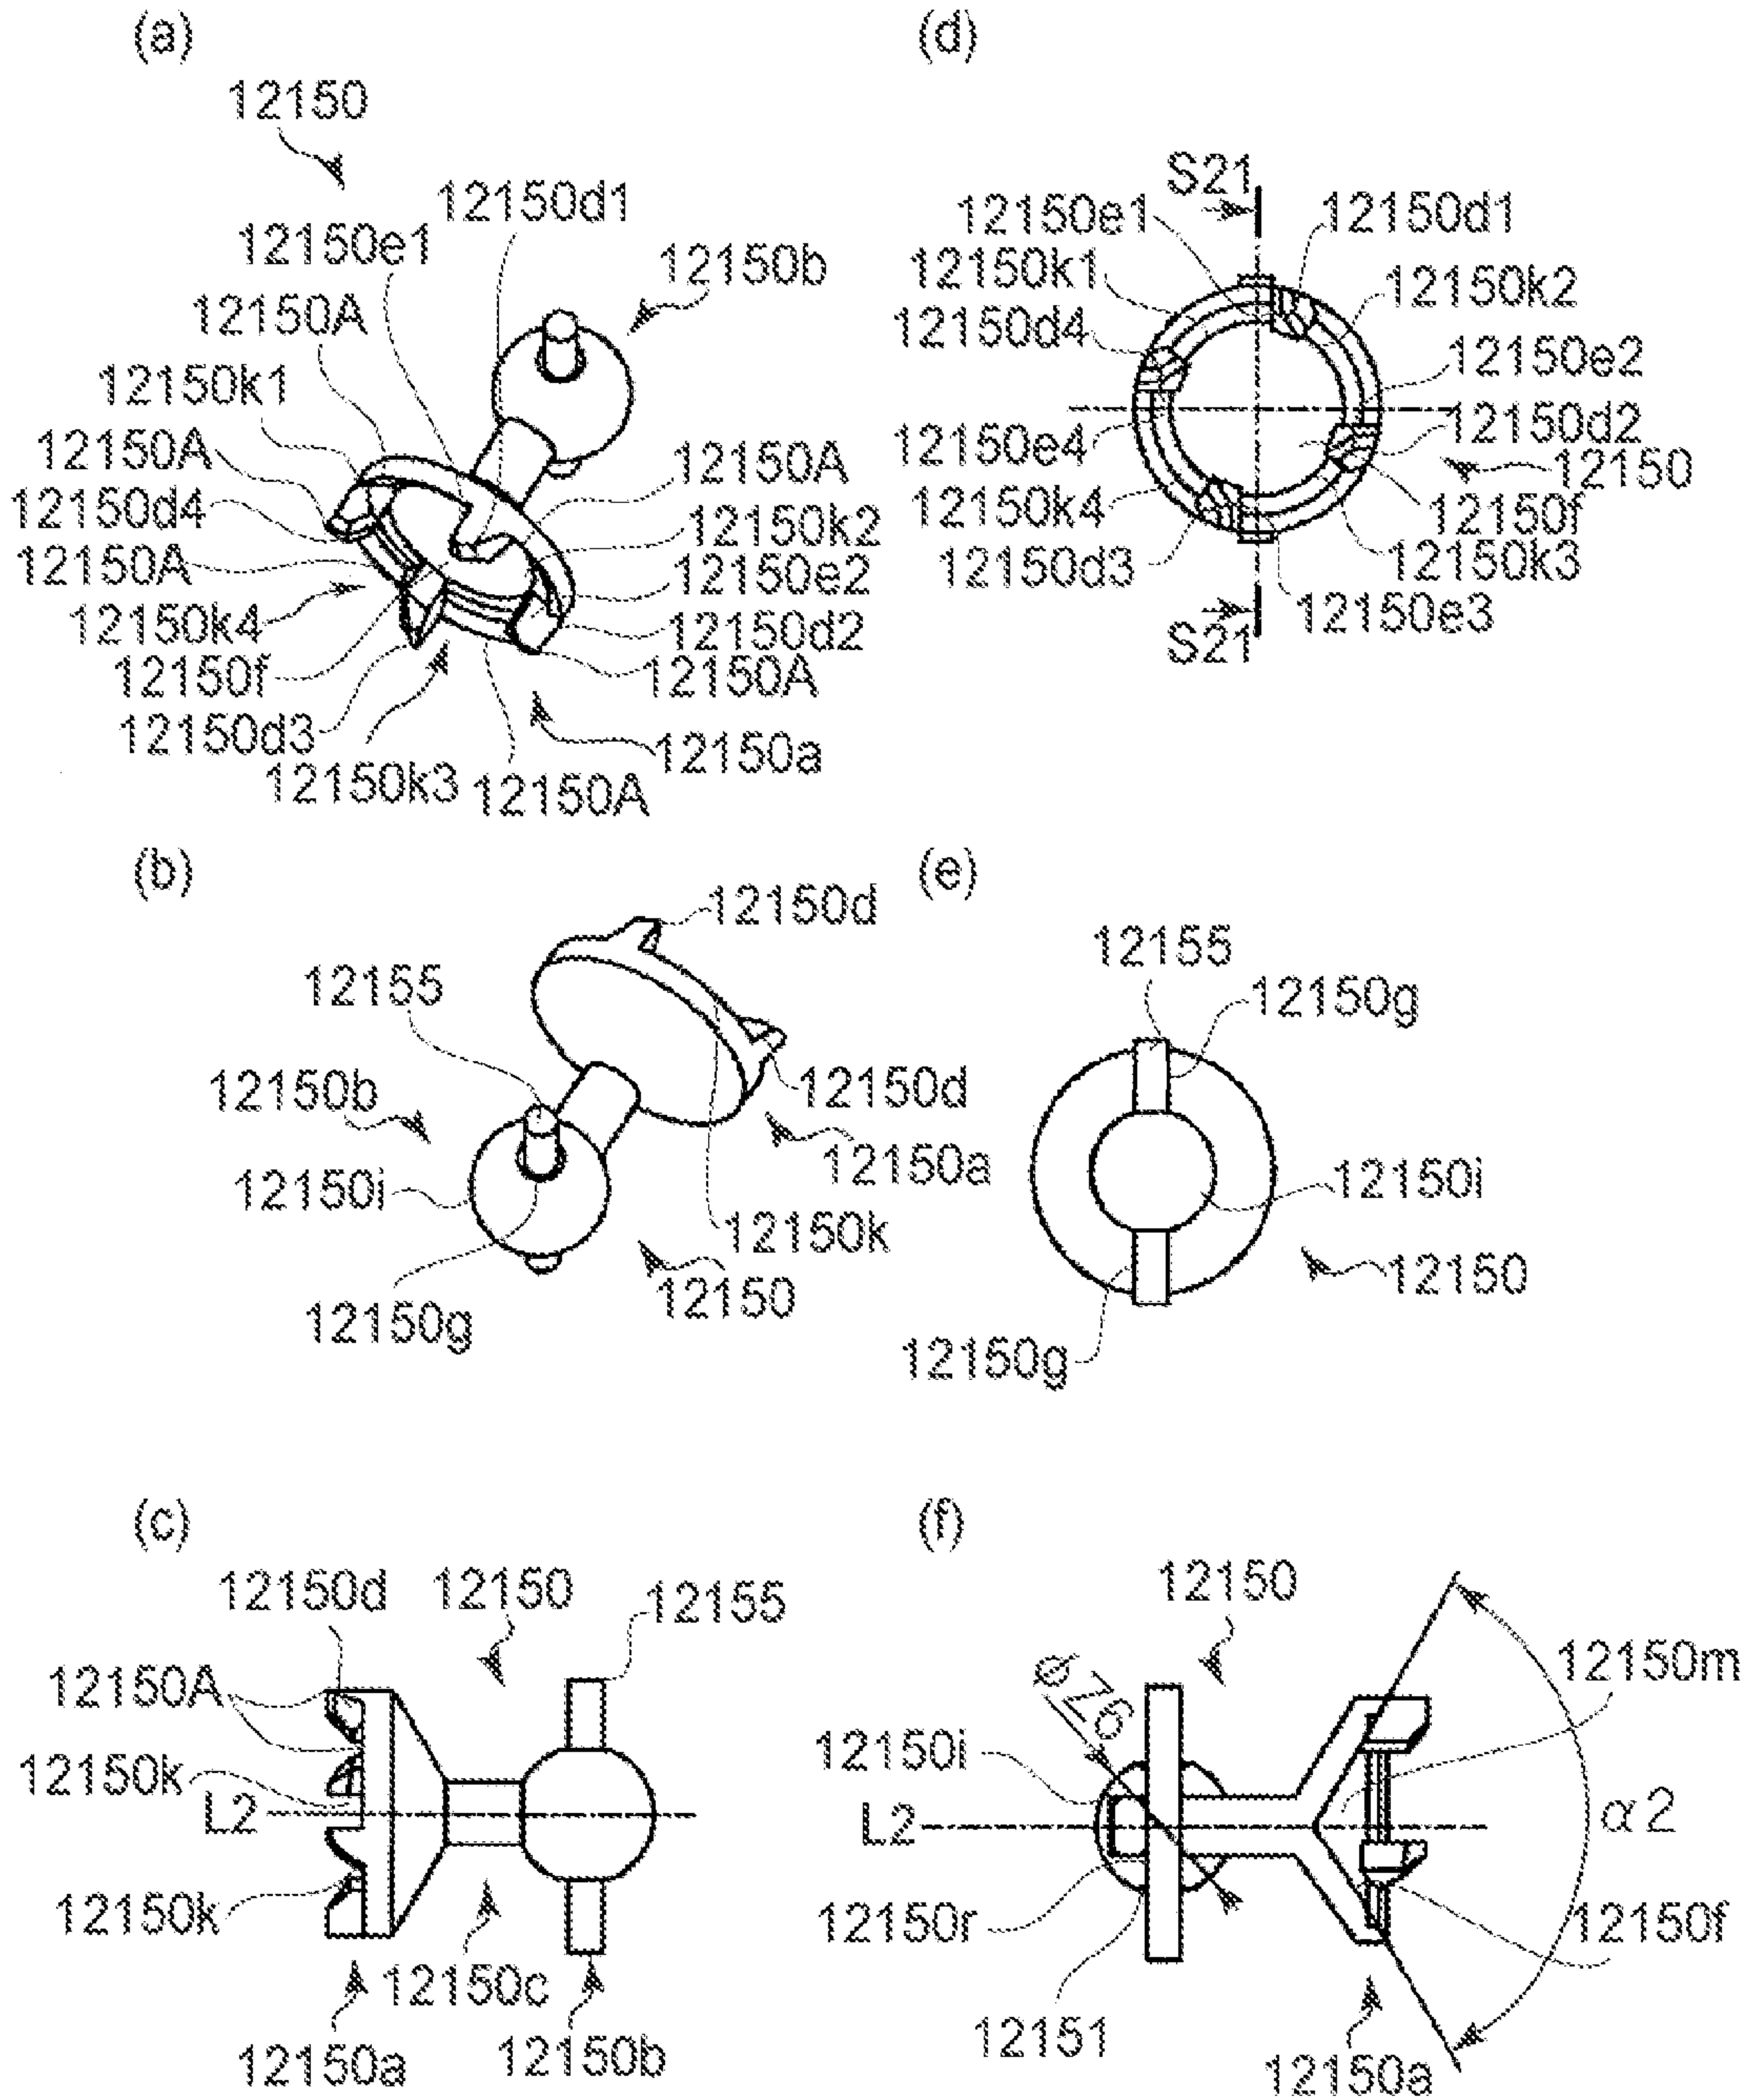 (a)
12150
12150d1
12150e1
12150b
12150A
12150k1
12150A
12150A
12150d4
12150k2
12150A
12150e2
12150k4
12150d2
12150f
12150A
12150d3
12150a
12150k3
12150A
(d)
S21
12150e1
12150d1
12150k1
12150k2
12150d4
12150e2
12150d2
12150e4
12150
12150k4
12150f
12150d3
12150k3
12150e3
S21
(b)
12150d
12155
12150b
12150d
12150a
12150i
12150k
12150
12150g
(e)
12155
12150g
12150i
12150
12150g
(c)
12150d
12150
12155
12150A
12150k
L2
12150k
12150c
12150a
12150b
(f)
12150
12150m
øZ6
12150i
L2
α2
12150r
12150f
12151
12150a